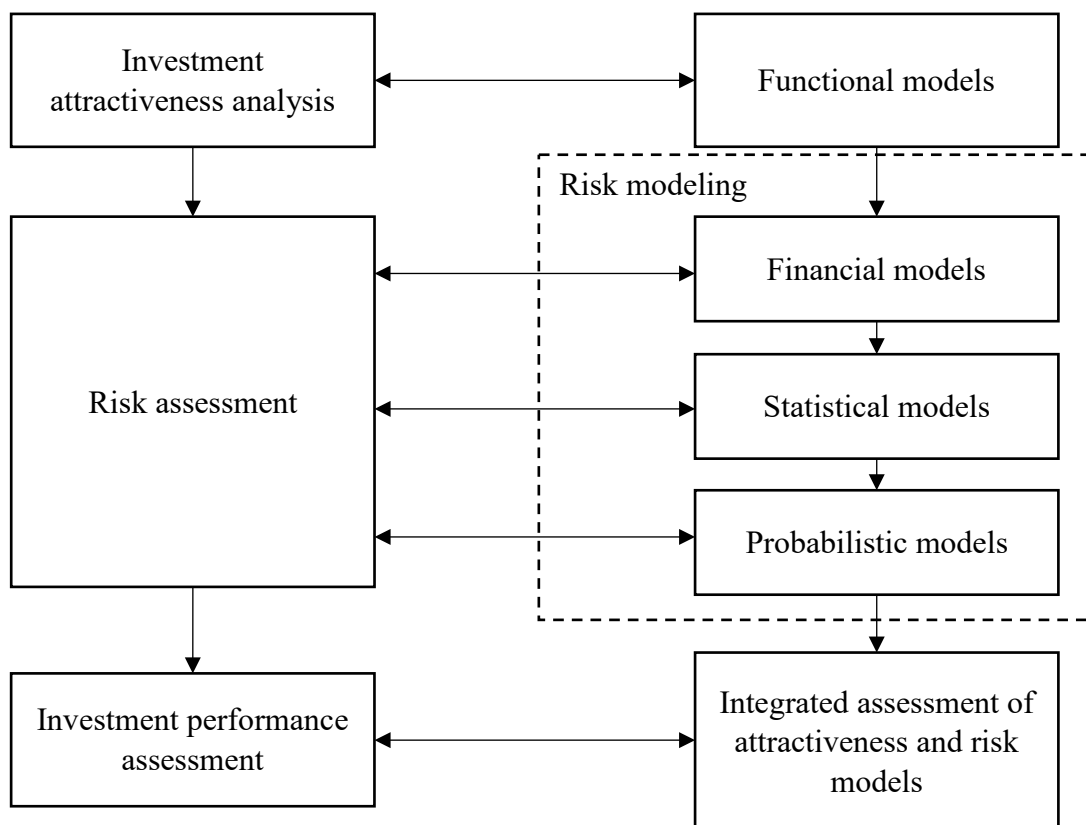 Investment
attractiveness analysis
Functional models
Risk modeling
Financial models
Risk assessment
Statistical models
Probabilistic models
Investment performance
assessment
Integrated assessment of
attractiveness and risk
models